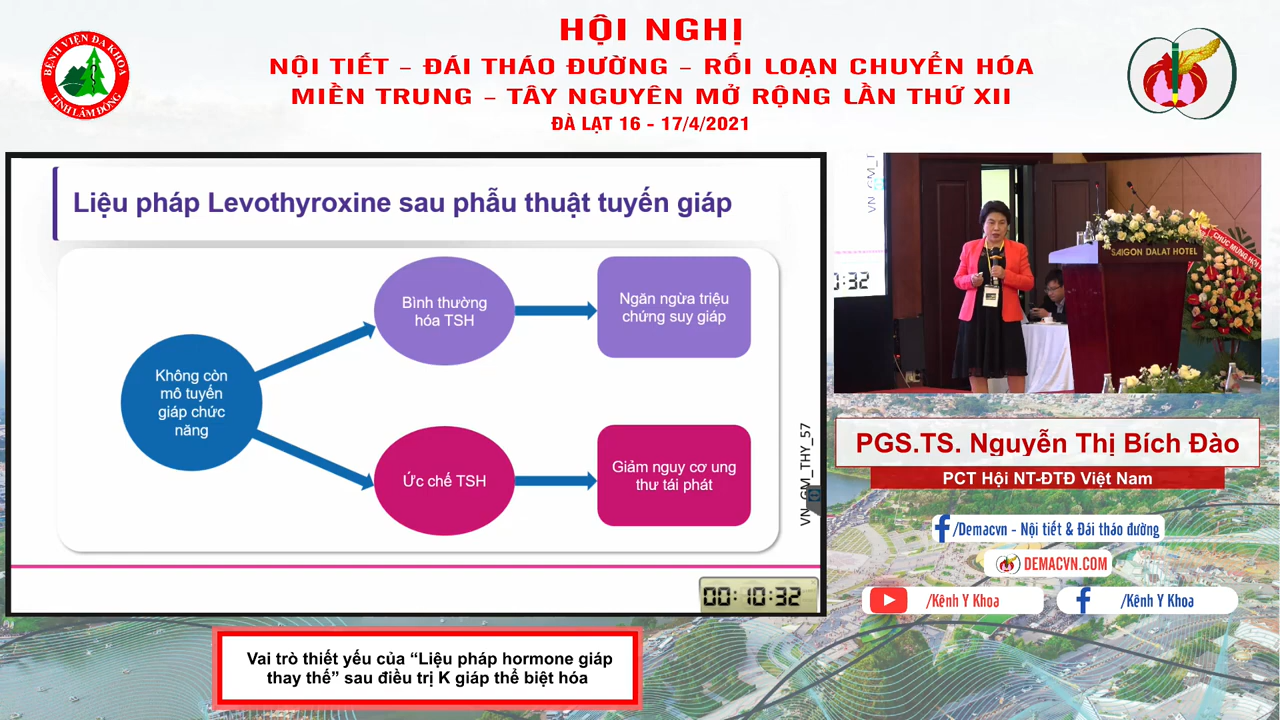 HỘI NGHỊ
NỘI TIẾT – ĐÁI THÁO ĐƯỜNG – RỐI LOẠN CHUYỂN HÓA
MIỀN TRUNG – TÂY NGUYÊN MỞ RỘNG LẦN THỨ XII
ĐÀ LẠT 16 - 17/4/2021
BỆNH VIỆN ĐA KHOA
TỈNH LÂM ĐỒNG
Liệu pháp Levothyroxine sau phẫu thuật tuyến giáp
Không còn
mô tuyến
giáp chức
năng
Bình thường
hóa TSH
Ngăn ngừa triệu
chứng suy giáp
Ức chế TSH
Giảm nguy cơ ung
thư tái phát
VN_GM_THY_57
00:10:32
VN_GM_T
0:32
SAIGON DALAT HOTEL
CHÚC MỪNG HỘI
PGS.TS. Nguyễn Thị Bích Đào
PCT Hội NT-ĐTĐ Việt Nam
/Demacvn - Nội tiết & Đái tháo đường
DEMACVN.COM
/Kênh Y Khoa
/Kênh Y Khoa
Vai trò thiết yếu của “Liệu pháp hormone giáp
thay thế” sau điều trị K giáp thể biệt hóa